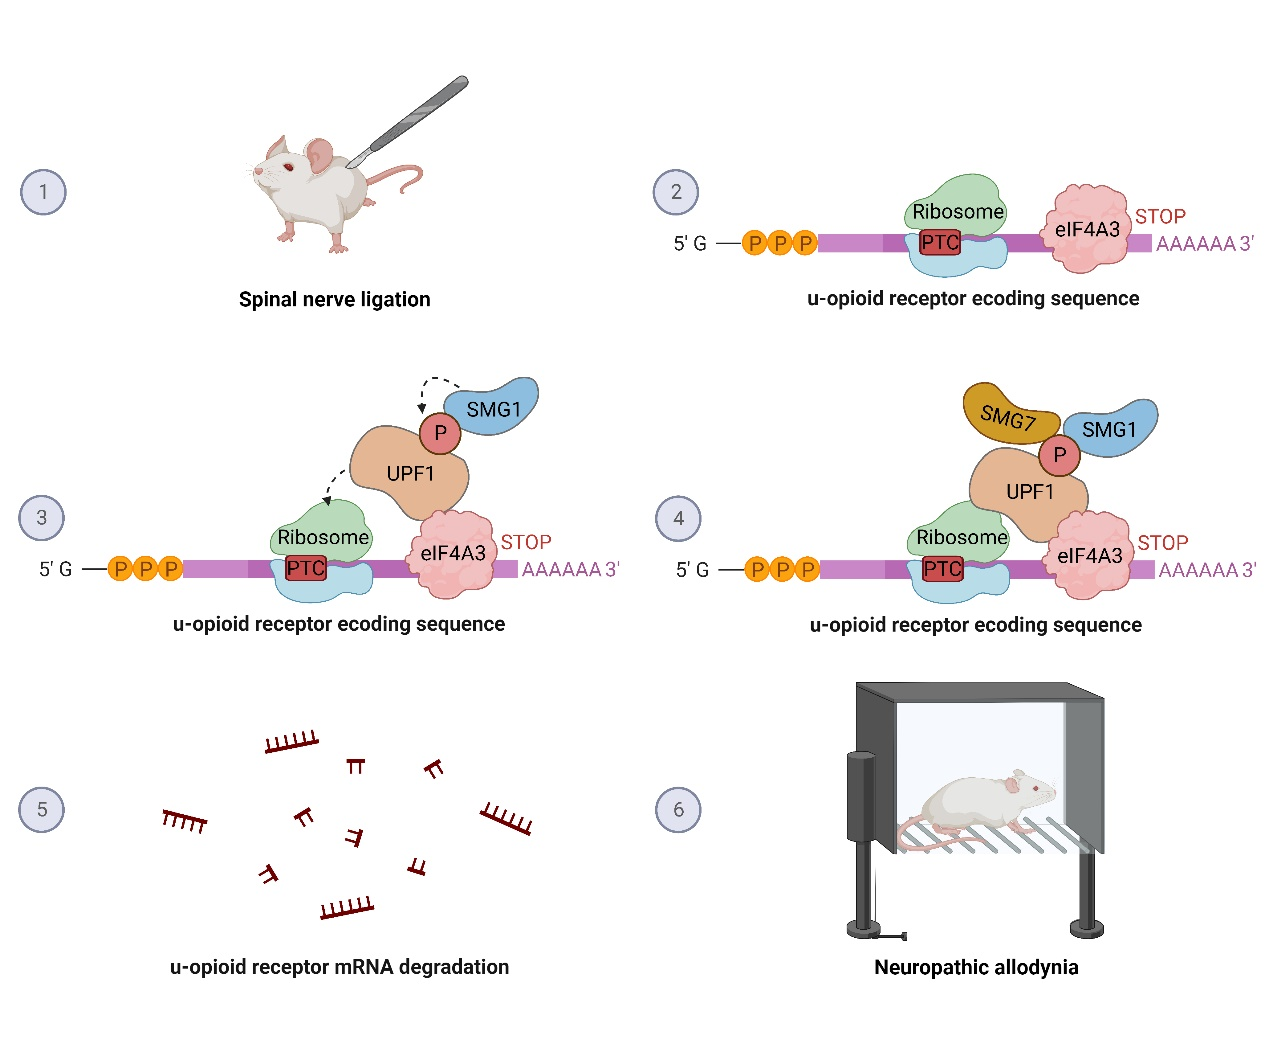 1
Spinal nerve ligation
2
Ribosome
eIF4A3
STOP
5' G
P P P
PTC
AAAAAA 3'
u-opioid receptor ecoding sequence
3
SMG1
P
UPF1
Ribosome
eIF4A3
STOP
5' G
P P P
PTC
AAAAAA 3'
u-opioid receptor ecoding sequence
4
SMG7
SMG1
P
UPF1
Ribosome
eIF4A3
STOP
5' G
P P P
PTC
AAAAAA 3'
u-opioid receptor ecoding sequence
5
u-opioid receptor mRNA degradation
6
Neuropathic allodynia